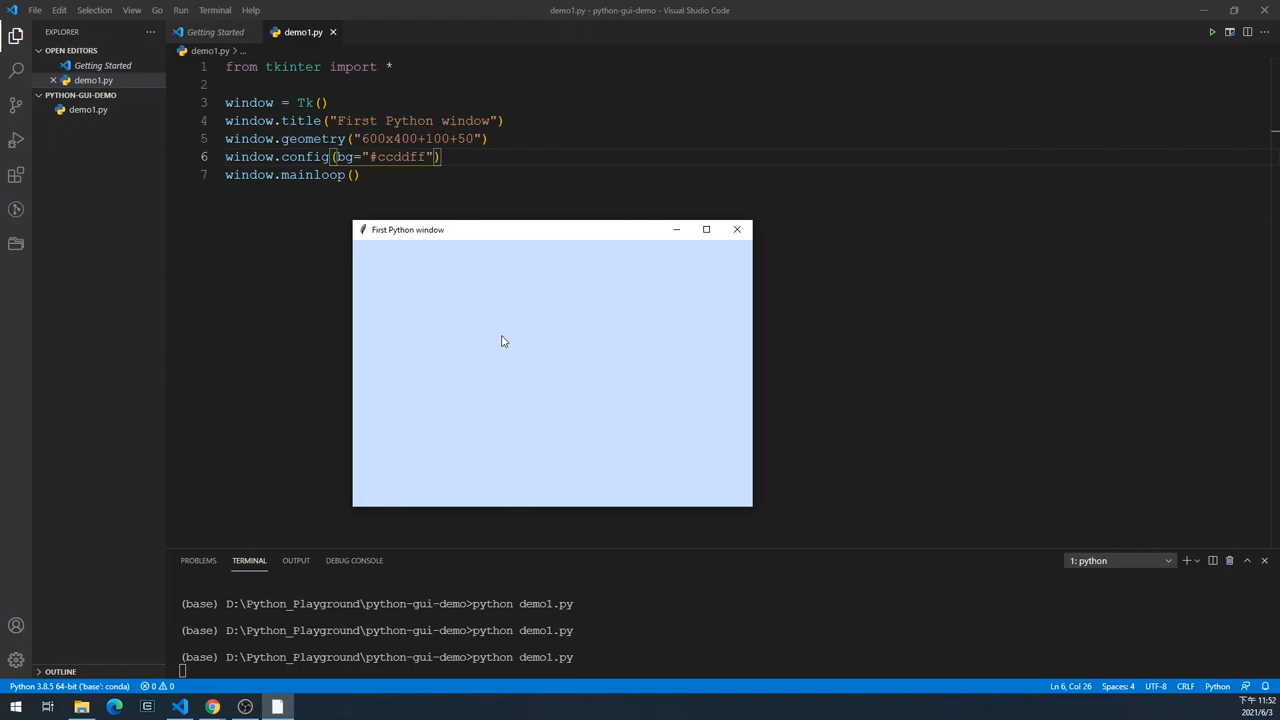 File Edit Selection View Go Run Terminal Help
demo1.py - python-gui-demo - Visual Studio Code
EXPLORER
Getting Started
demo1.py
OPEN EDITORS
Getting Started
demo1.py
PYTHON-GUI-DEMO
demo1.py
OUTLINE
demo1.py > ...
1 from tkinter import *
2
3 window = Tk()
4 window.title("First Python window")
5 window.geometry("600x400+100+50")
6 window.config(bg="#ccddff")
7 window.mainloop()
First Python window
PROBLEMS TERMINAL OUTPUT DEBUG CONSOLE
1: python
(base) D:\Python_Playground\python-gui-demo>python demo1.py
(base) D:\Python_Playground\python-gui-demo>python demo1.py
(base) D:\Python_Playground\python-gui-demo>python demo1.py
Python 3.8.5 64-bit ('base': conda) 0 0
Ln 6, Col 26 Spaces: 4 UTF-8 CRLF Python
下午 11:52
2021/6/3